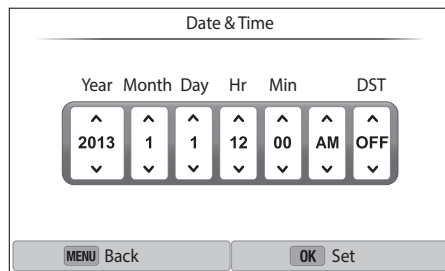 Date & Time
Year Month Day Hr Min DST
2013 1 1 12 00 AM OFF
MENU Back OK Set